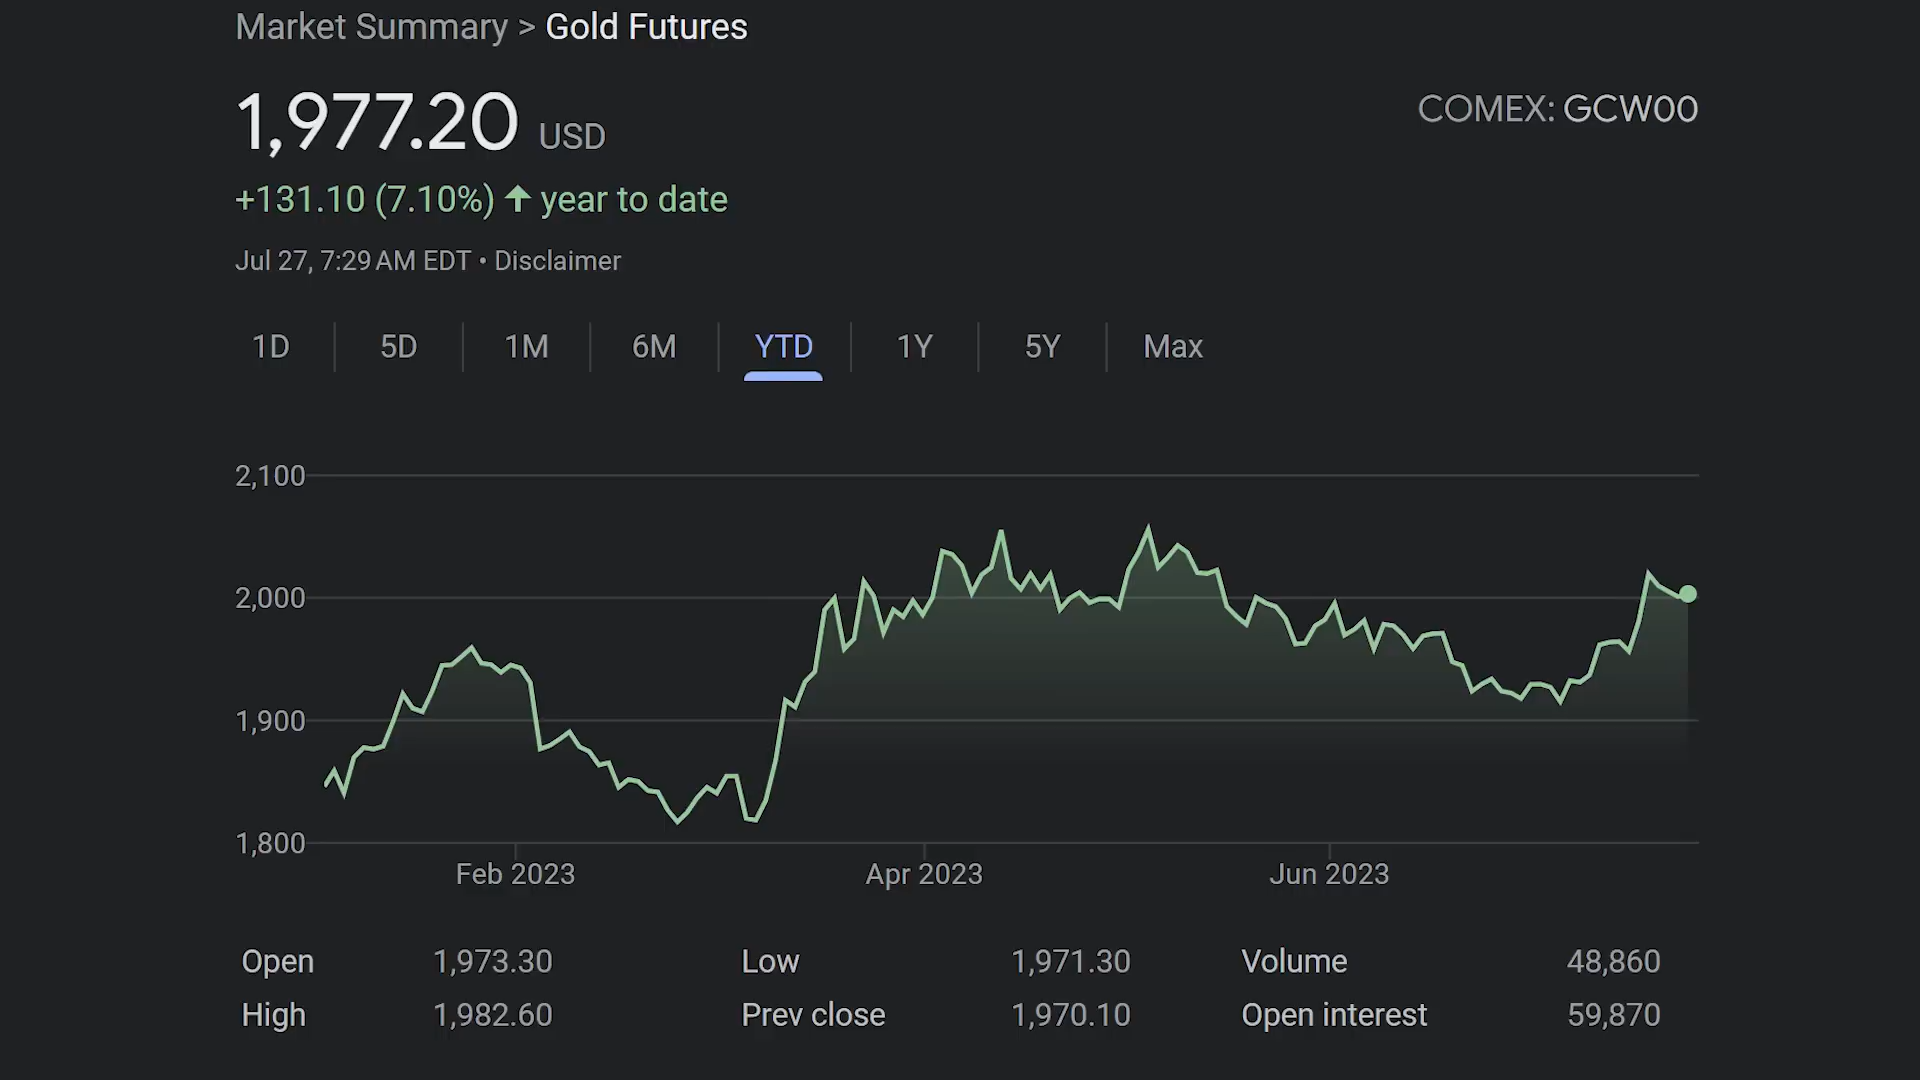 Market Summary > Gold Futures
1,977.20 USD
COMEX: GCW00
+131.10 (7.10%) ↑ year to date
Jul 27, 7:29 AM EDT • Disclaimer
1D 5D 1M 6M YTD 1Y 5Y Max
2,100
2,000
1,900
1,800
Feb 2023 Apr 2023 Jun 2023
Open 1,973.30 Low 1,971.30 Volume 48,860
High 1,982.60 Prev close 1,970.10 Open interest 59,870